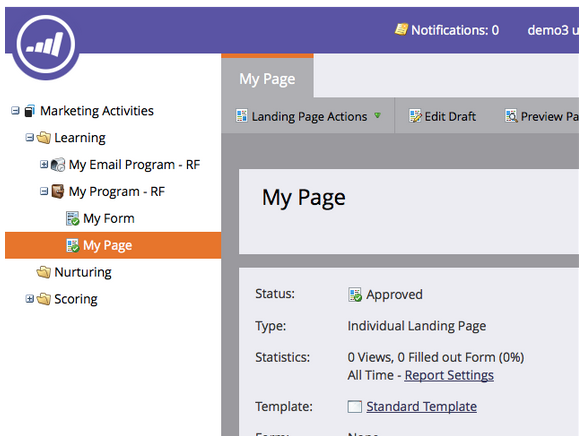 Notifications: 0 demo3 u
My Page
Landing Page Actions Edit Draft Preview Pa
Marketing Activities
Learning
My Email Program - RF
My Program - RF
My Form
My Page
Nurturing
Scoring
My Page
Status: Approved
Type: Individual Landing Page
Statistics: 0 Views, 0 Filled out Form (0%)
All Time - Report Settings
Template: Standard Template